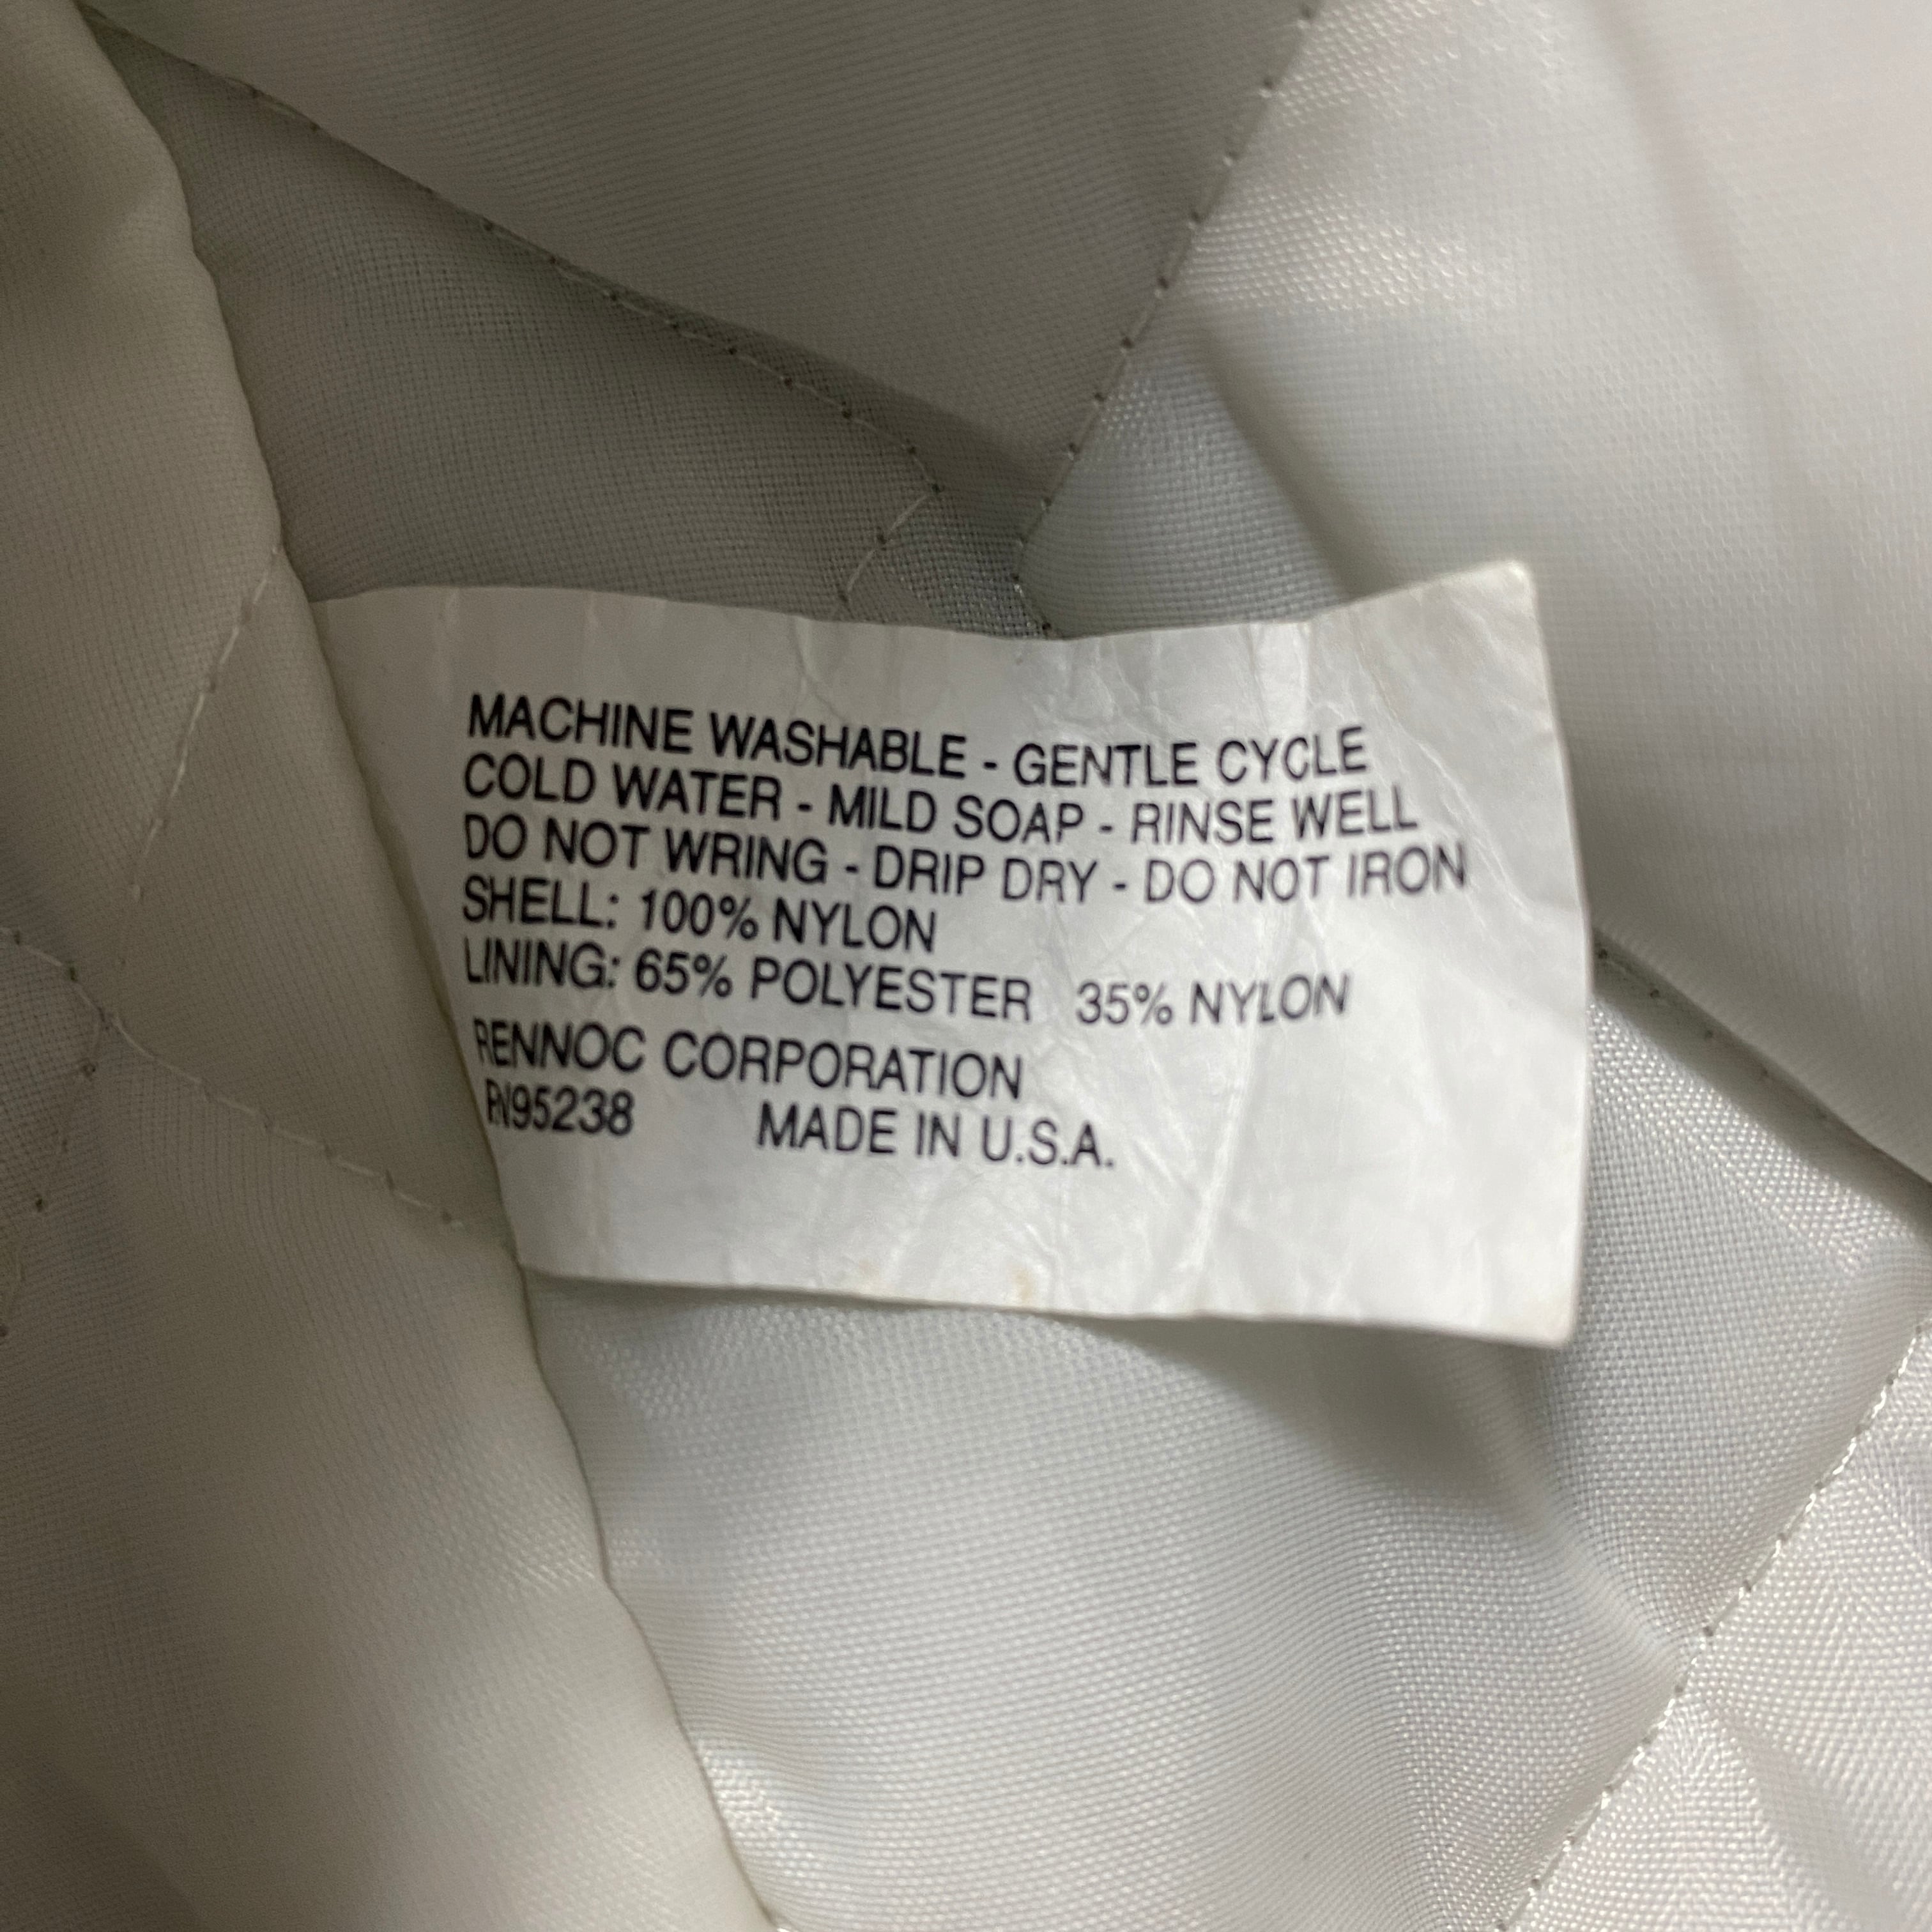 MACHINE WASHABLE - GENTLE CYCLE
COLD WATER - MILD SOAP - RINSE WELL
DO NOT WRING - DRIP DRY - DO NOT IRON
SHELL: 100% NYLON
LINING: 65% POLYESTER 35% NYLON
RENNOC CORPORATION
RN95238 MADE IN U.S.A.